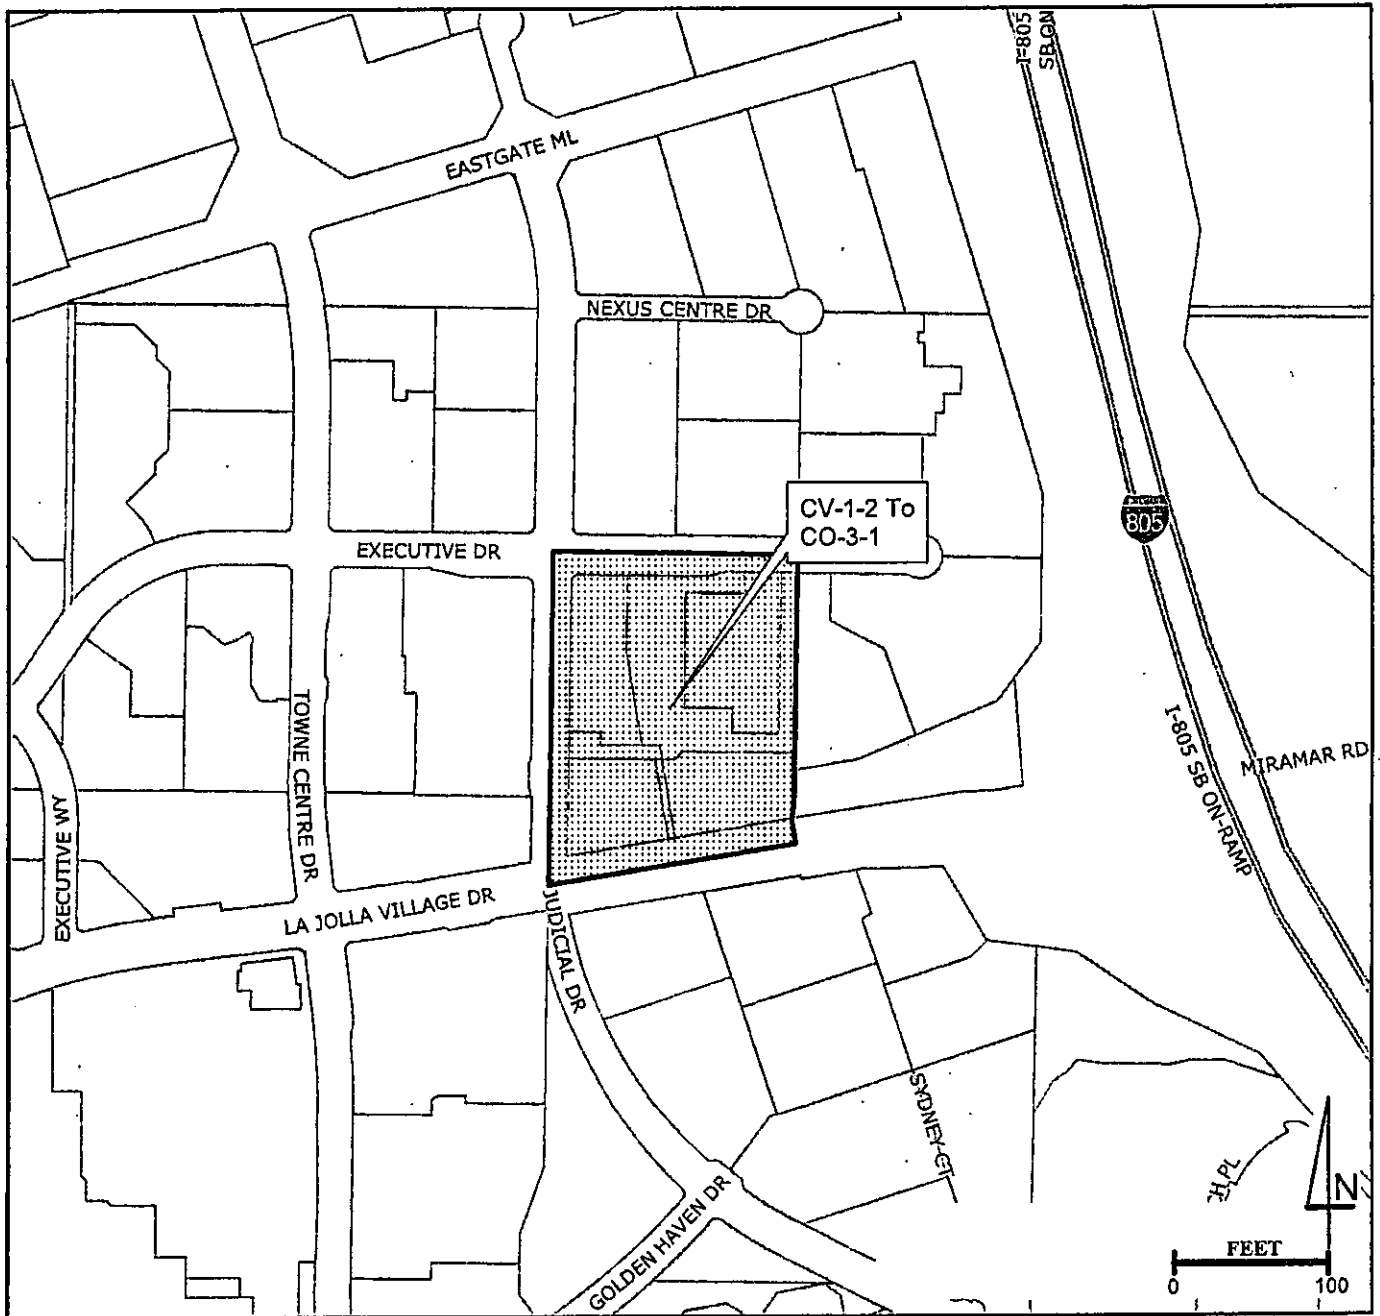 I-805
SB ON
EASTGATE ML
NEXUS CENTRE DR
CV-1-2 To
CO-3-1
805
EXECUTIVE DR
TOWNE CENTRE DR
I-805 SB ON-RAMP
MIRAMAR RD
EXECUTIVE WY
LA JOLLA VILLAGE DR
JUDICIAL DR
SYDNEY CT
H PL
GOLDEN HAVEN DR
N
FEET
0 100